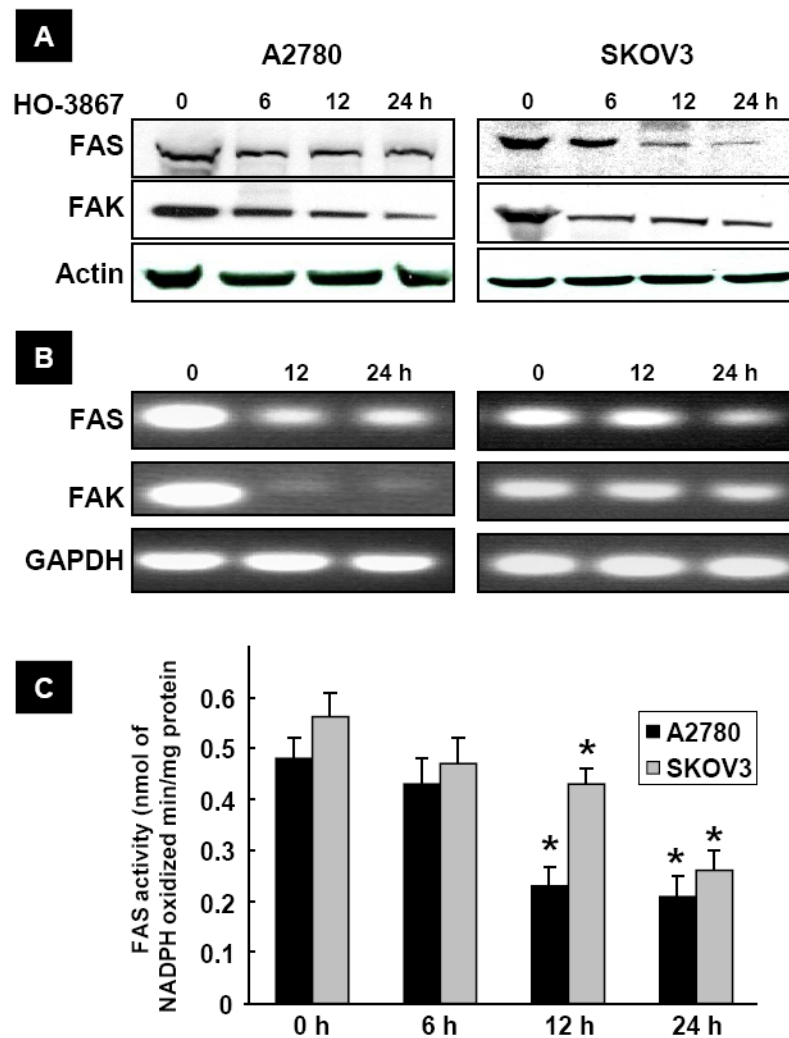 A
A2780 SKOV3
HO-3867 0 6 12 24 h 0 6 12 24 h
FAS
FAK
Actin
B
0 12 24 h 0 12 24 h
FAS
FAK
GAPDH
C
FAS activity (nmol of
NADPH oxidized min/mg protein
0.6
0.5
0.4
0.3
0.2
0.1
0
A2780
SKOV3
*
*
*
*
0 h 6 h 12 h 24 h